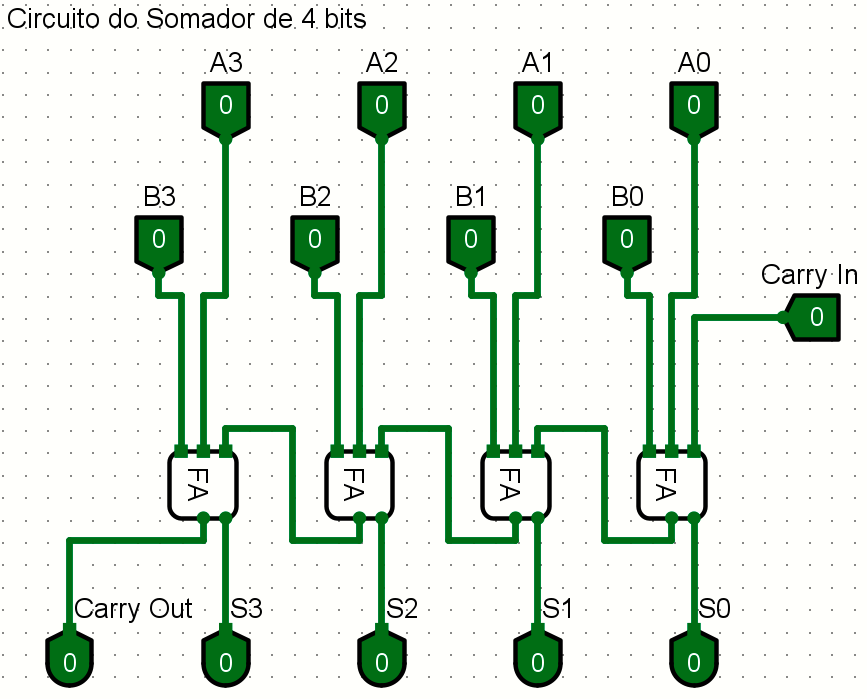 Circuito do Somador de 4 bits
A3 A2 A1 A0
0 0 0 0
B3 B2 B1 B0
0 0 0 0
Carry In
0
FA FA FA FA
Carry Out S3 S2 S1 S0
0 0 0 0 0